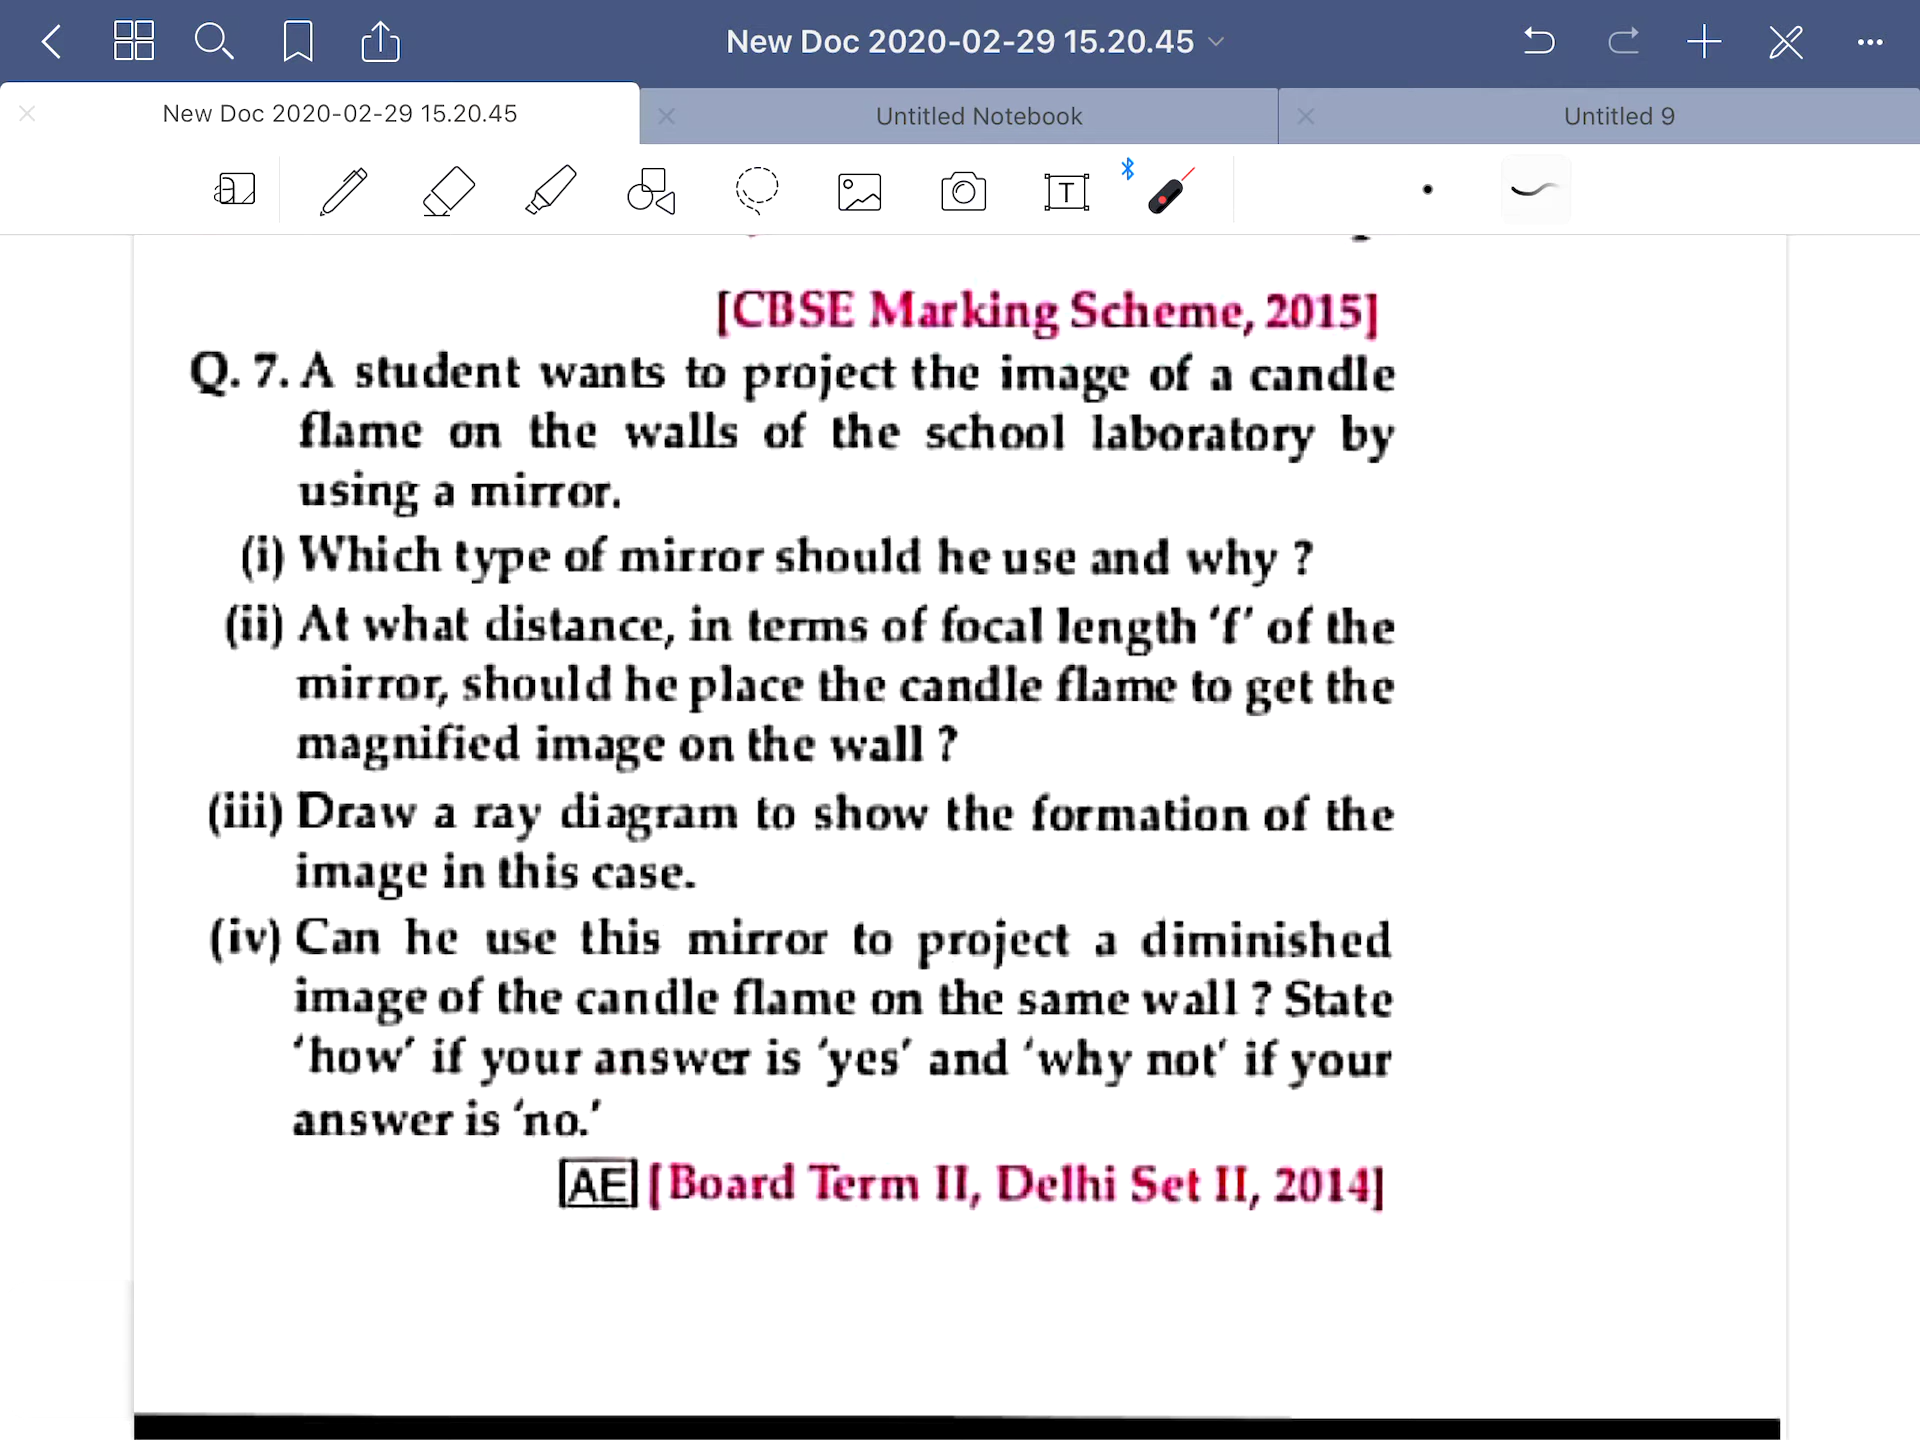 New Doc 2020-02-29 15.20.45
New Doc 2020-02-29 15.20.45
Untitled Notebook
Untitled 9
[CBSE Marking Scheme, 2015]
Q. 7. A student wants to project the image of a candle
flame on the walls of the school laboratory by
using a mirror.
(i) Which type of mirror should he use and why ?
(ii) At what distance, in terms of focal length ‘f’ of the
mirror, should he place the candle flame to get the
magnified image on the wall ?
(iii) Draw a ray diagram to show the formation of the
image in this case.
(iv) Can he use this mirror to project a diminished
image of the candle flame on the same wall ? State
‘how’ if your answer is ‘yes’ and ‘why not’ if your
answer is ‘no.’
AE [Board Term II, Delhi Set II, 2014]